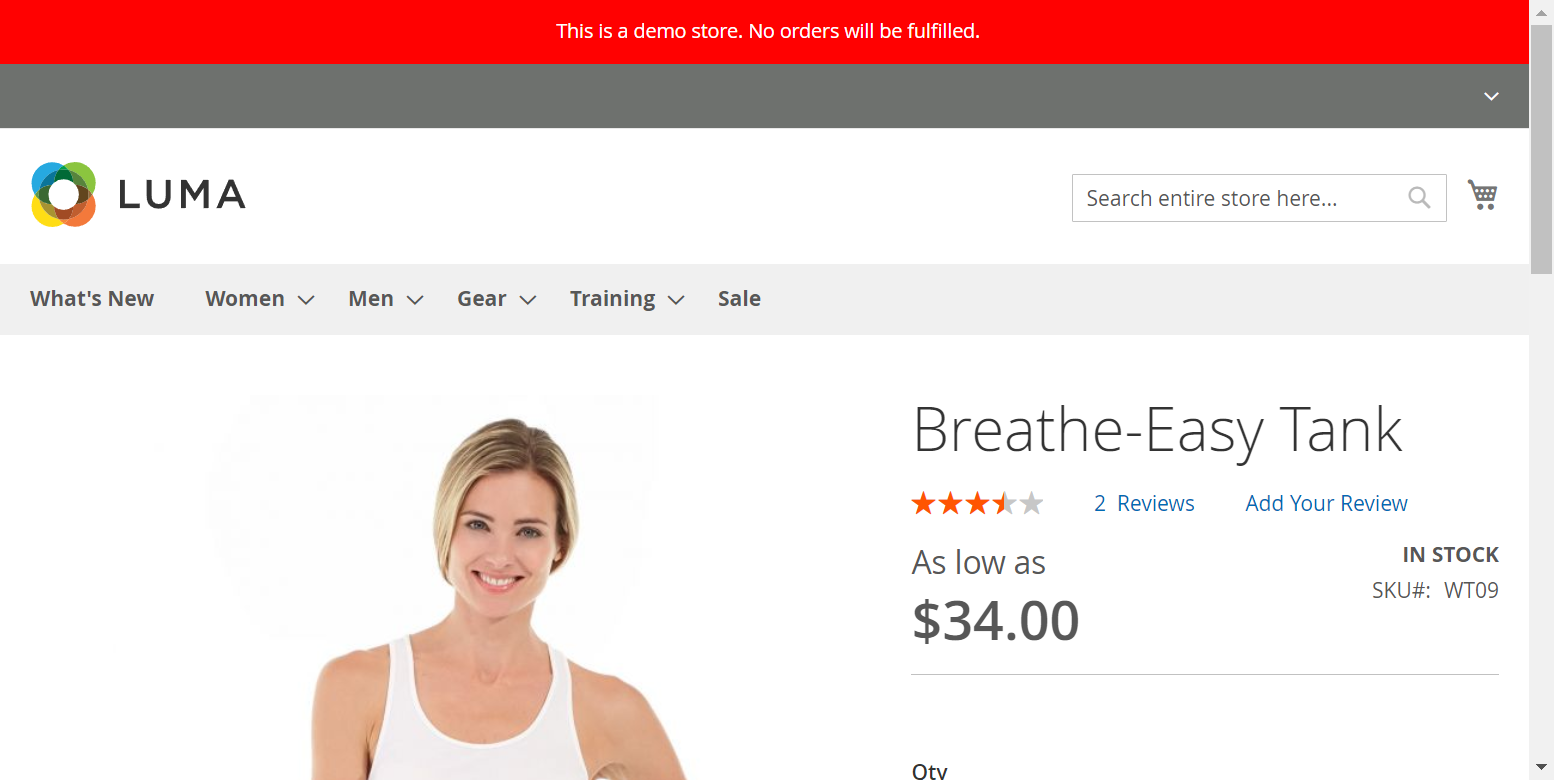 This is a demo store. No orders will be fulfilled.
LUMA
Search entire store here...
What's New Women Men Gear Training Sale
Breathe-Easy Tank
2 Reviews Add Your Review
As low as
IN STOCK
SKU#: WT09
$34.00
Qty